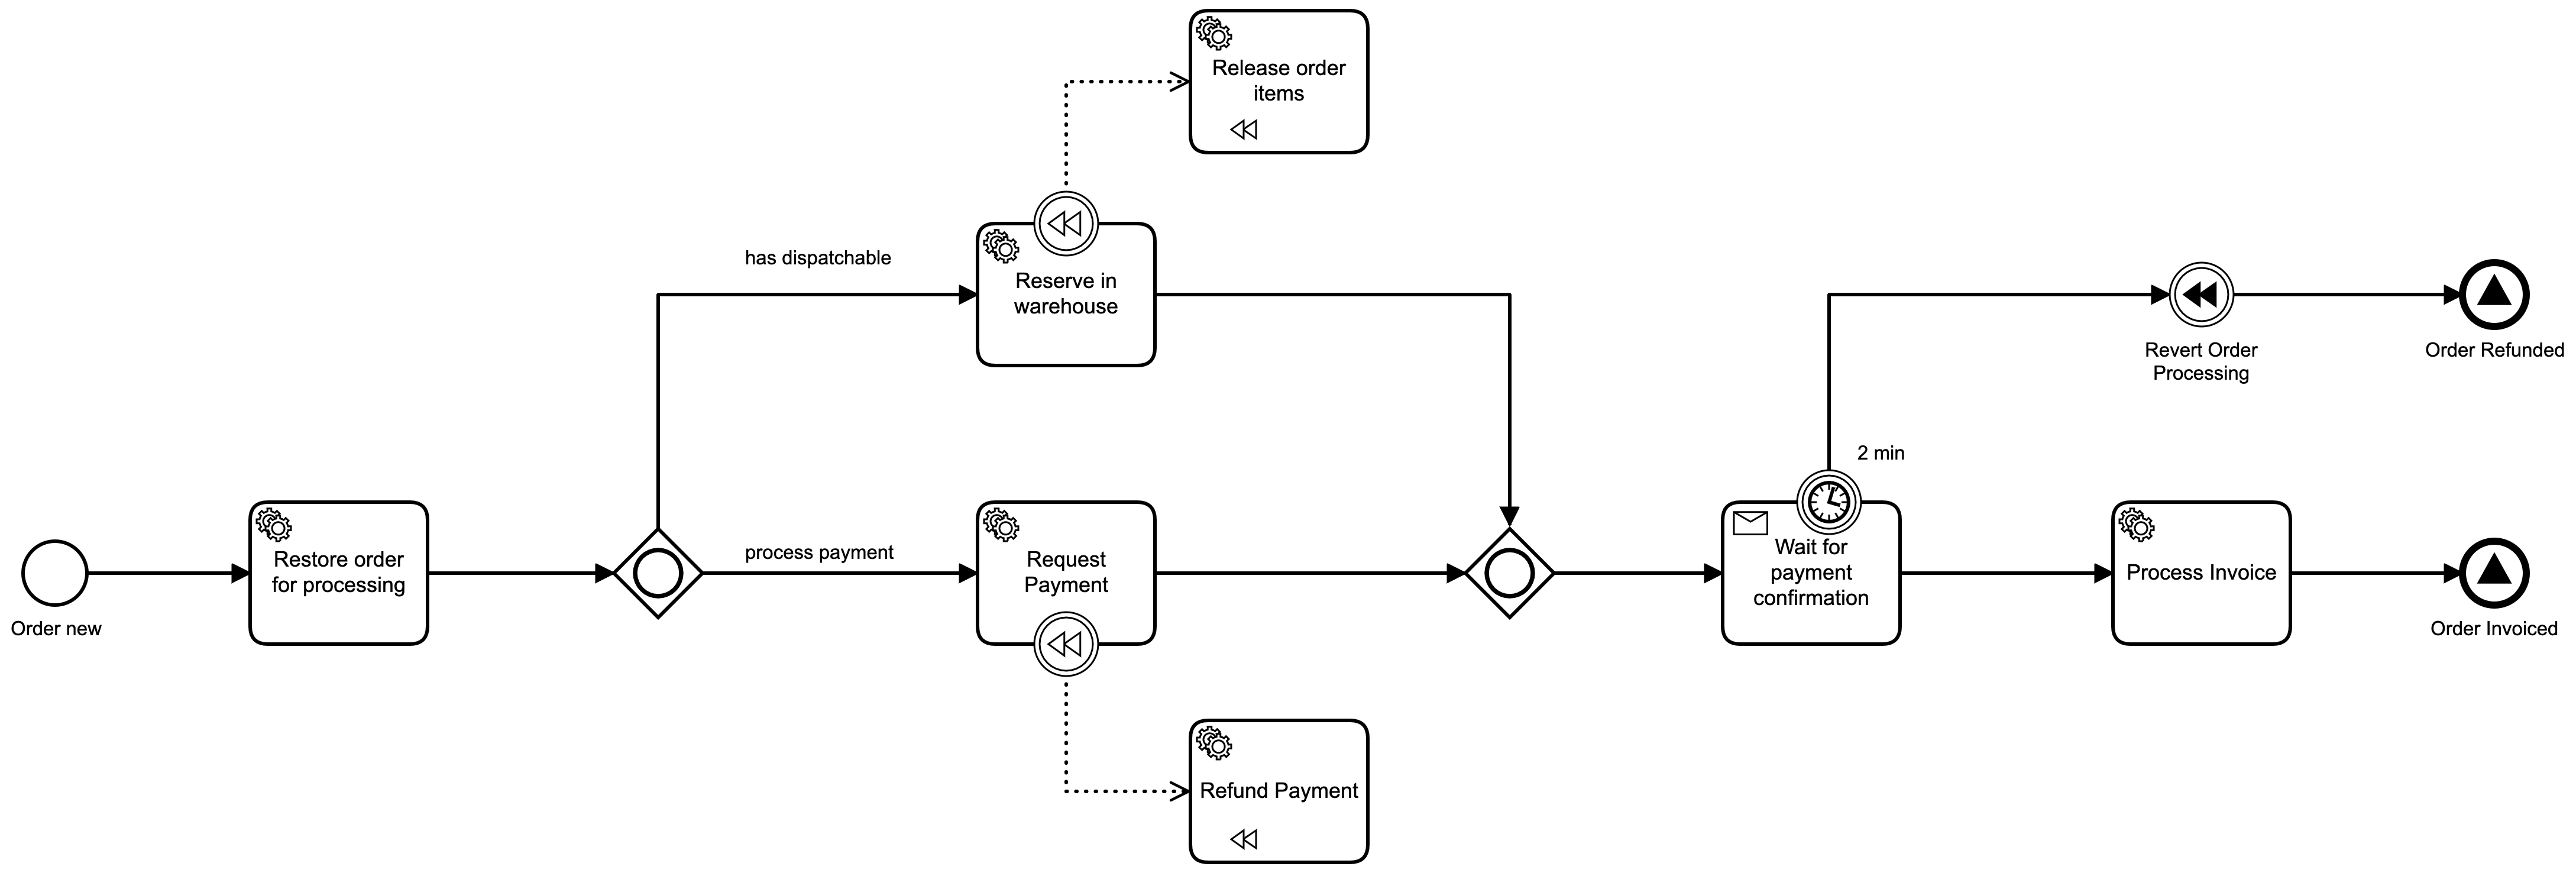 Release order
items
has dispatchable
Reserve in
warehouse
Revert Order
Processing
Order Refunded
2 min
Order new
Restore order
for processing
process payment
Request
Payment
Wait for
payment
confirmation
Process Invoice
Order Invoiced
Refund Payment